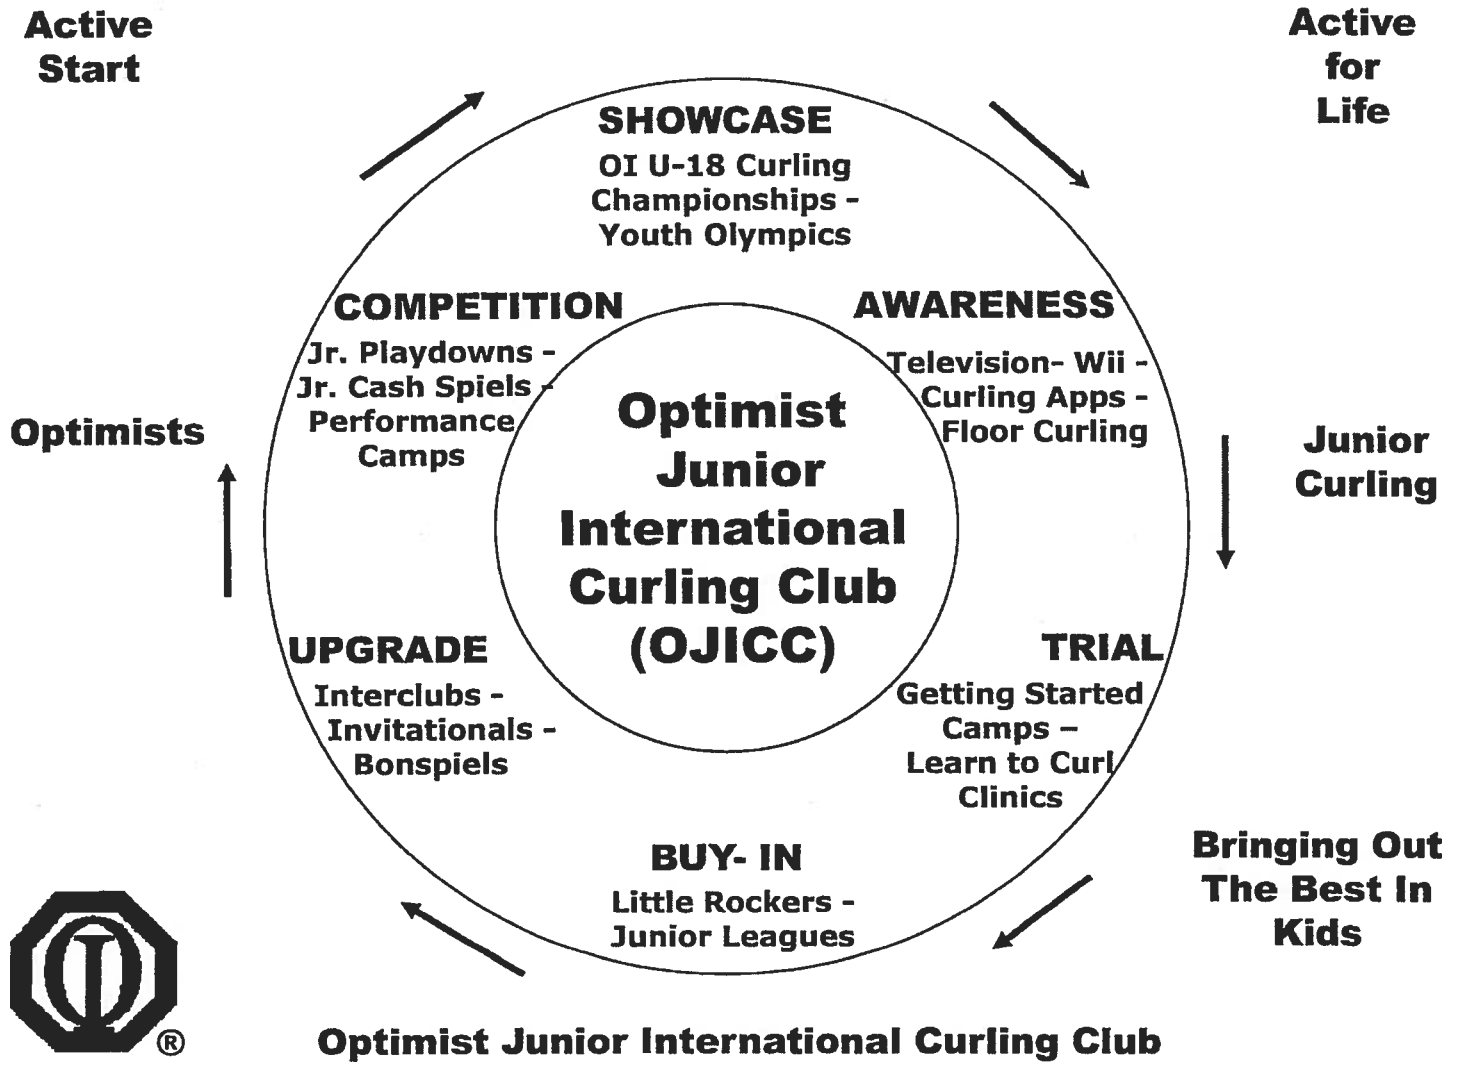 Active
Start
Active
for
Life
SHOWCASE
OI U-18 Curling
Championships -
Youth Olympics
COMPETITION
Jr. Playdowns -
Jr. Cash Spiels -
Performance
Camps
AWARENESS
Television- Wii -
Curling Apps -
Floor Curling
Optimists
Optimist
Junior
International
Curling Club
(OJICC)
Junior
Curling
UPGRADE
Interclubs -
Invitationals -
Bonspiels
TRIAL
Getting Started
Camps –
Learn to Curl
Clinics
BUY- IN
Little Rockers -
Junior Leagues
Bringing Out
The Best In
Kids
OI
®
Optimist Junior International Curling Club